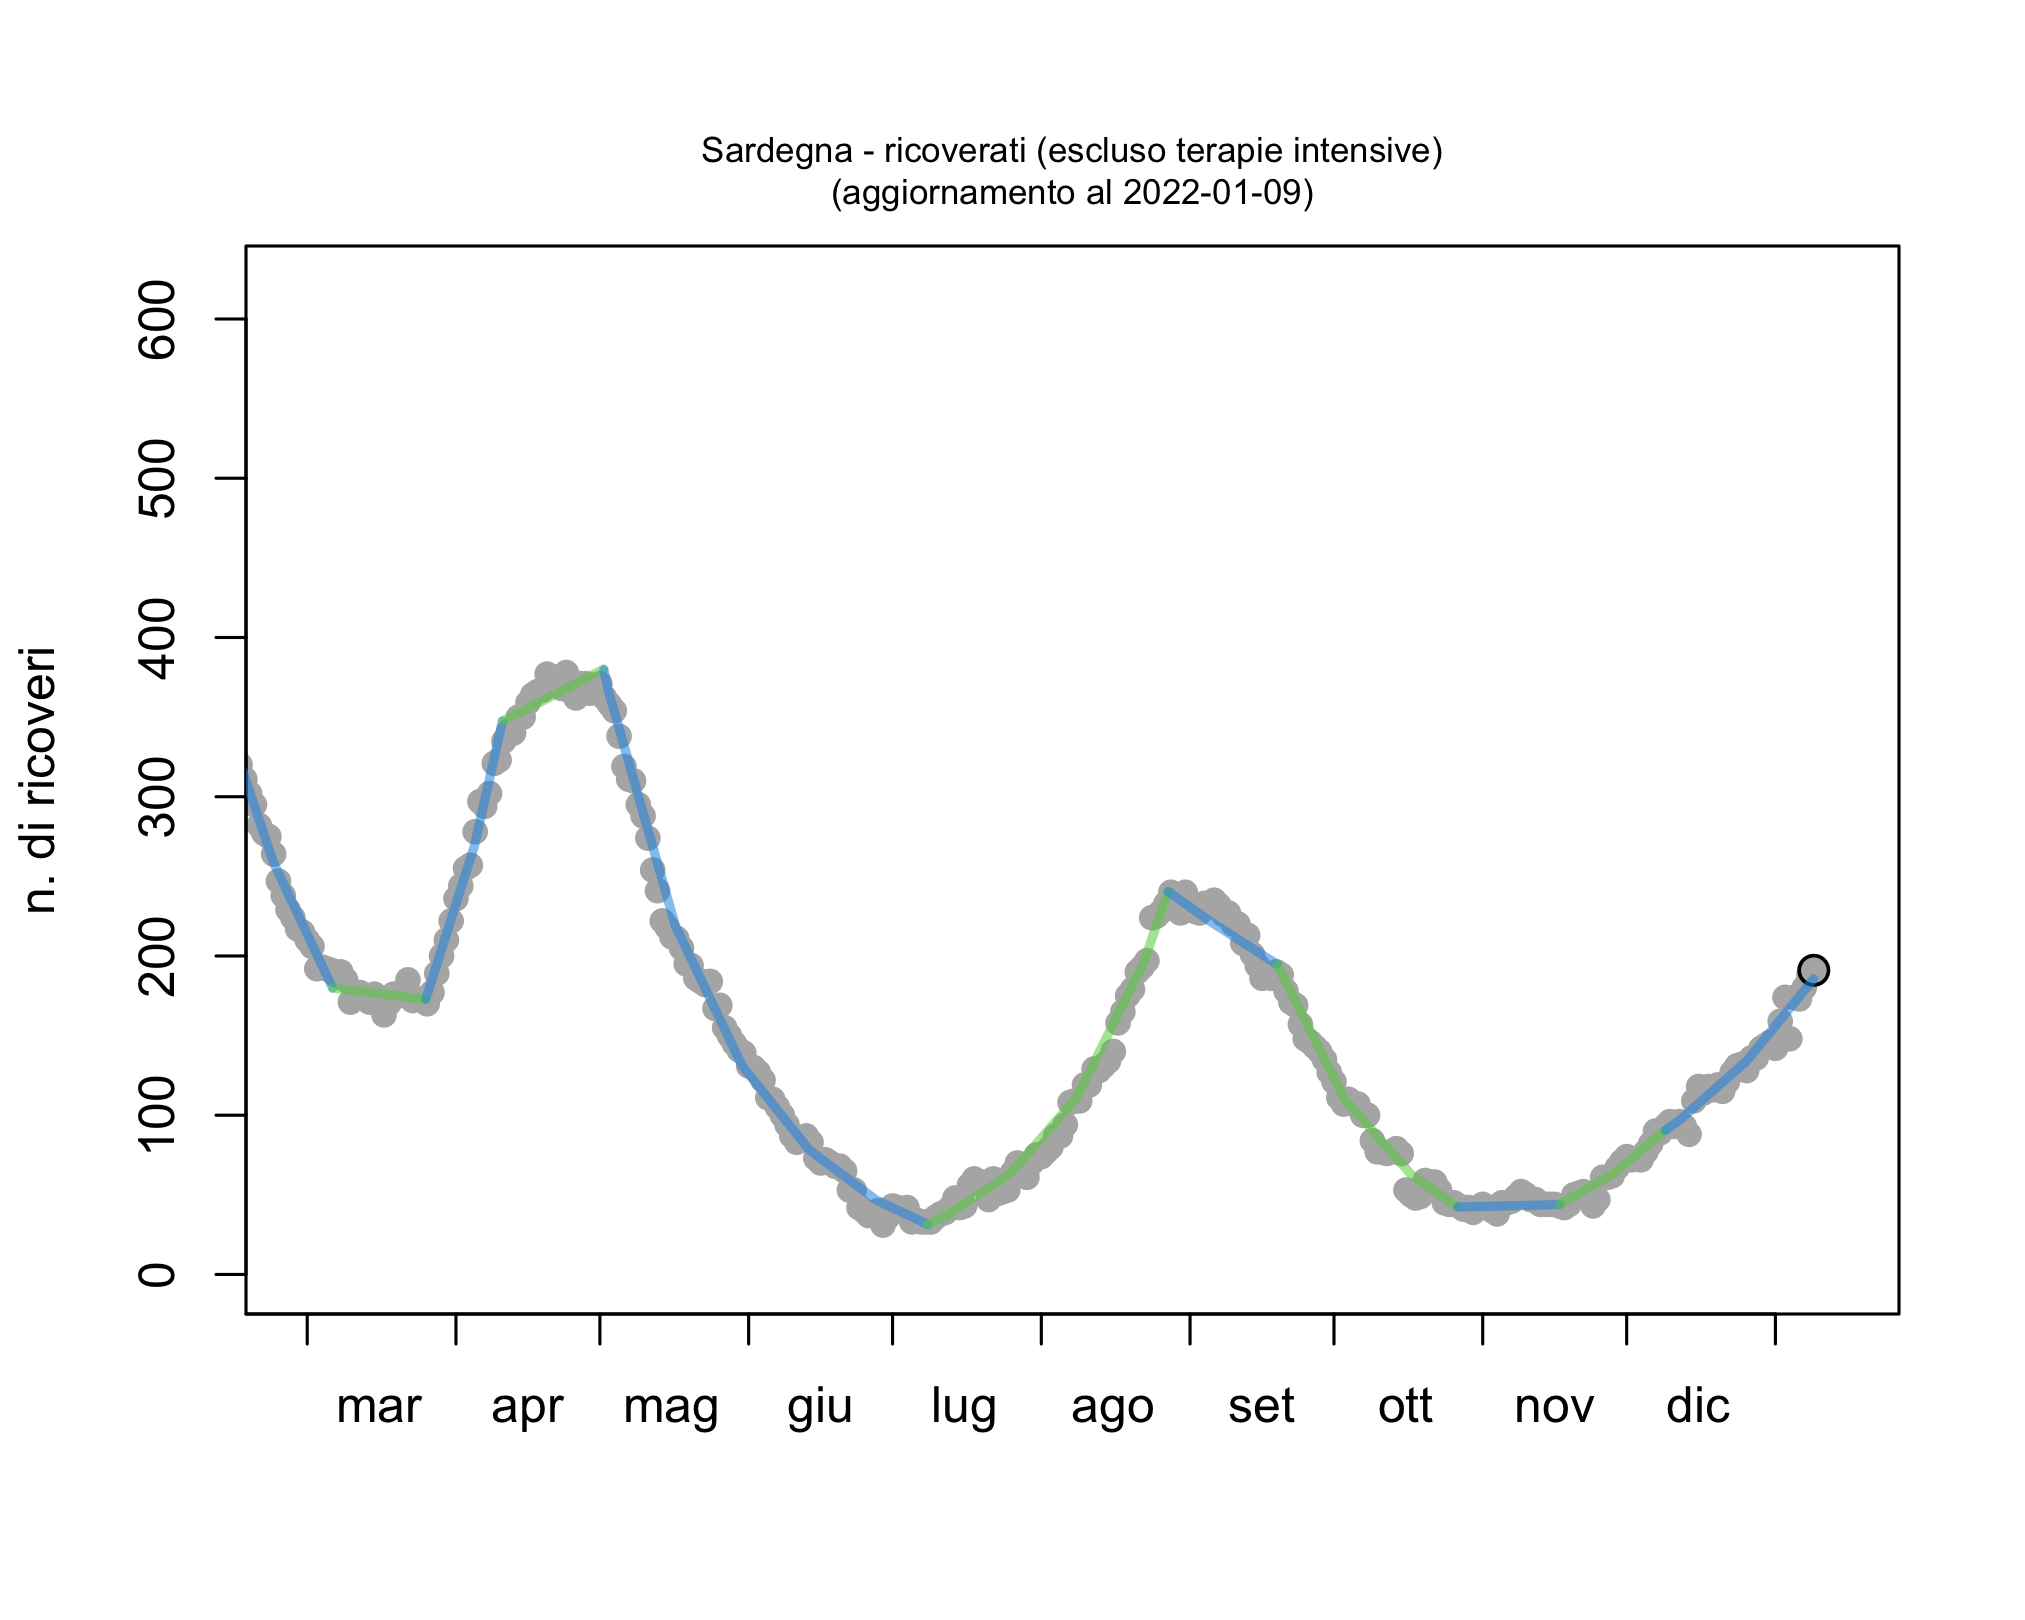 Sardegna - ricoverati (escluso terapie intensive)
(aggiornamento al 2022-01-09)
n. di ricoveri
600
500
400
300
200
100
0
mar apr mag giu lug ago set ott nov dic